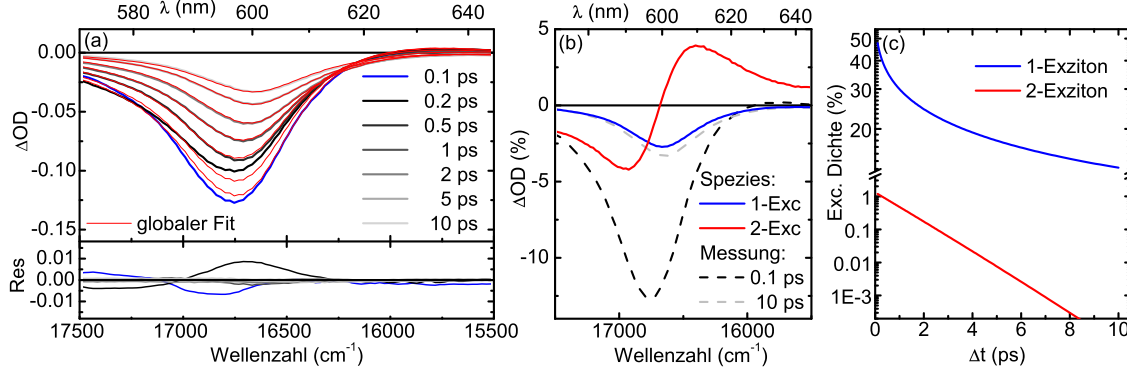 λ (nm)
580 600 620 640
(a)
0.00
-0.05
-0.10
-0.15
ΔOD
0.1 ps
0.2 ps
0.5 ps
1 ps
2 ps
5 ps
10 ps
globaler Fit
0.01
0.00
-0.01
Res
17500 17000 16500 16000 15500
Wellenzahl (cm⁻¹)
λ (nm)
600 620 640
(b)
5
0
-5
-10
ΔOD (%)
Spezies:
1-Exc
2-Exc
Messung:
0.1 ps
10 ps
17000 16000
Wellenzahl (cm⁻¹)
(c)
50
40
30
20
1
0.1
0.01
1E-3
Exc. Dichte (%)
1-Exziton
2-Exziton
0 2 4 6 8 10
Δt (ps)